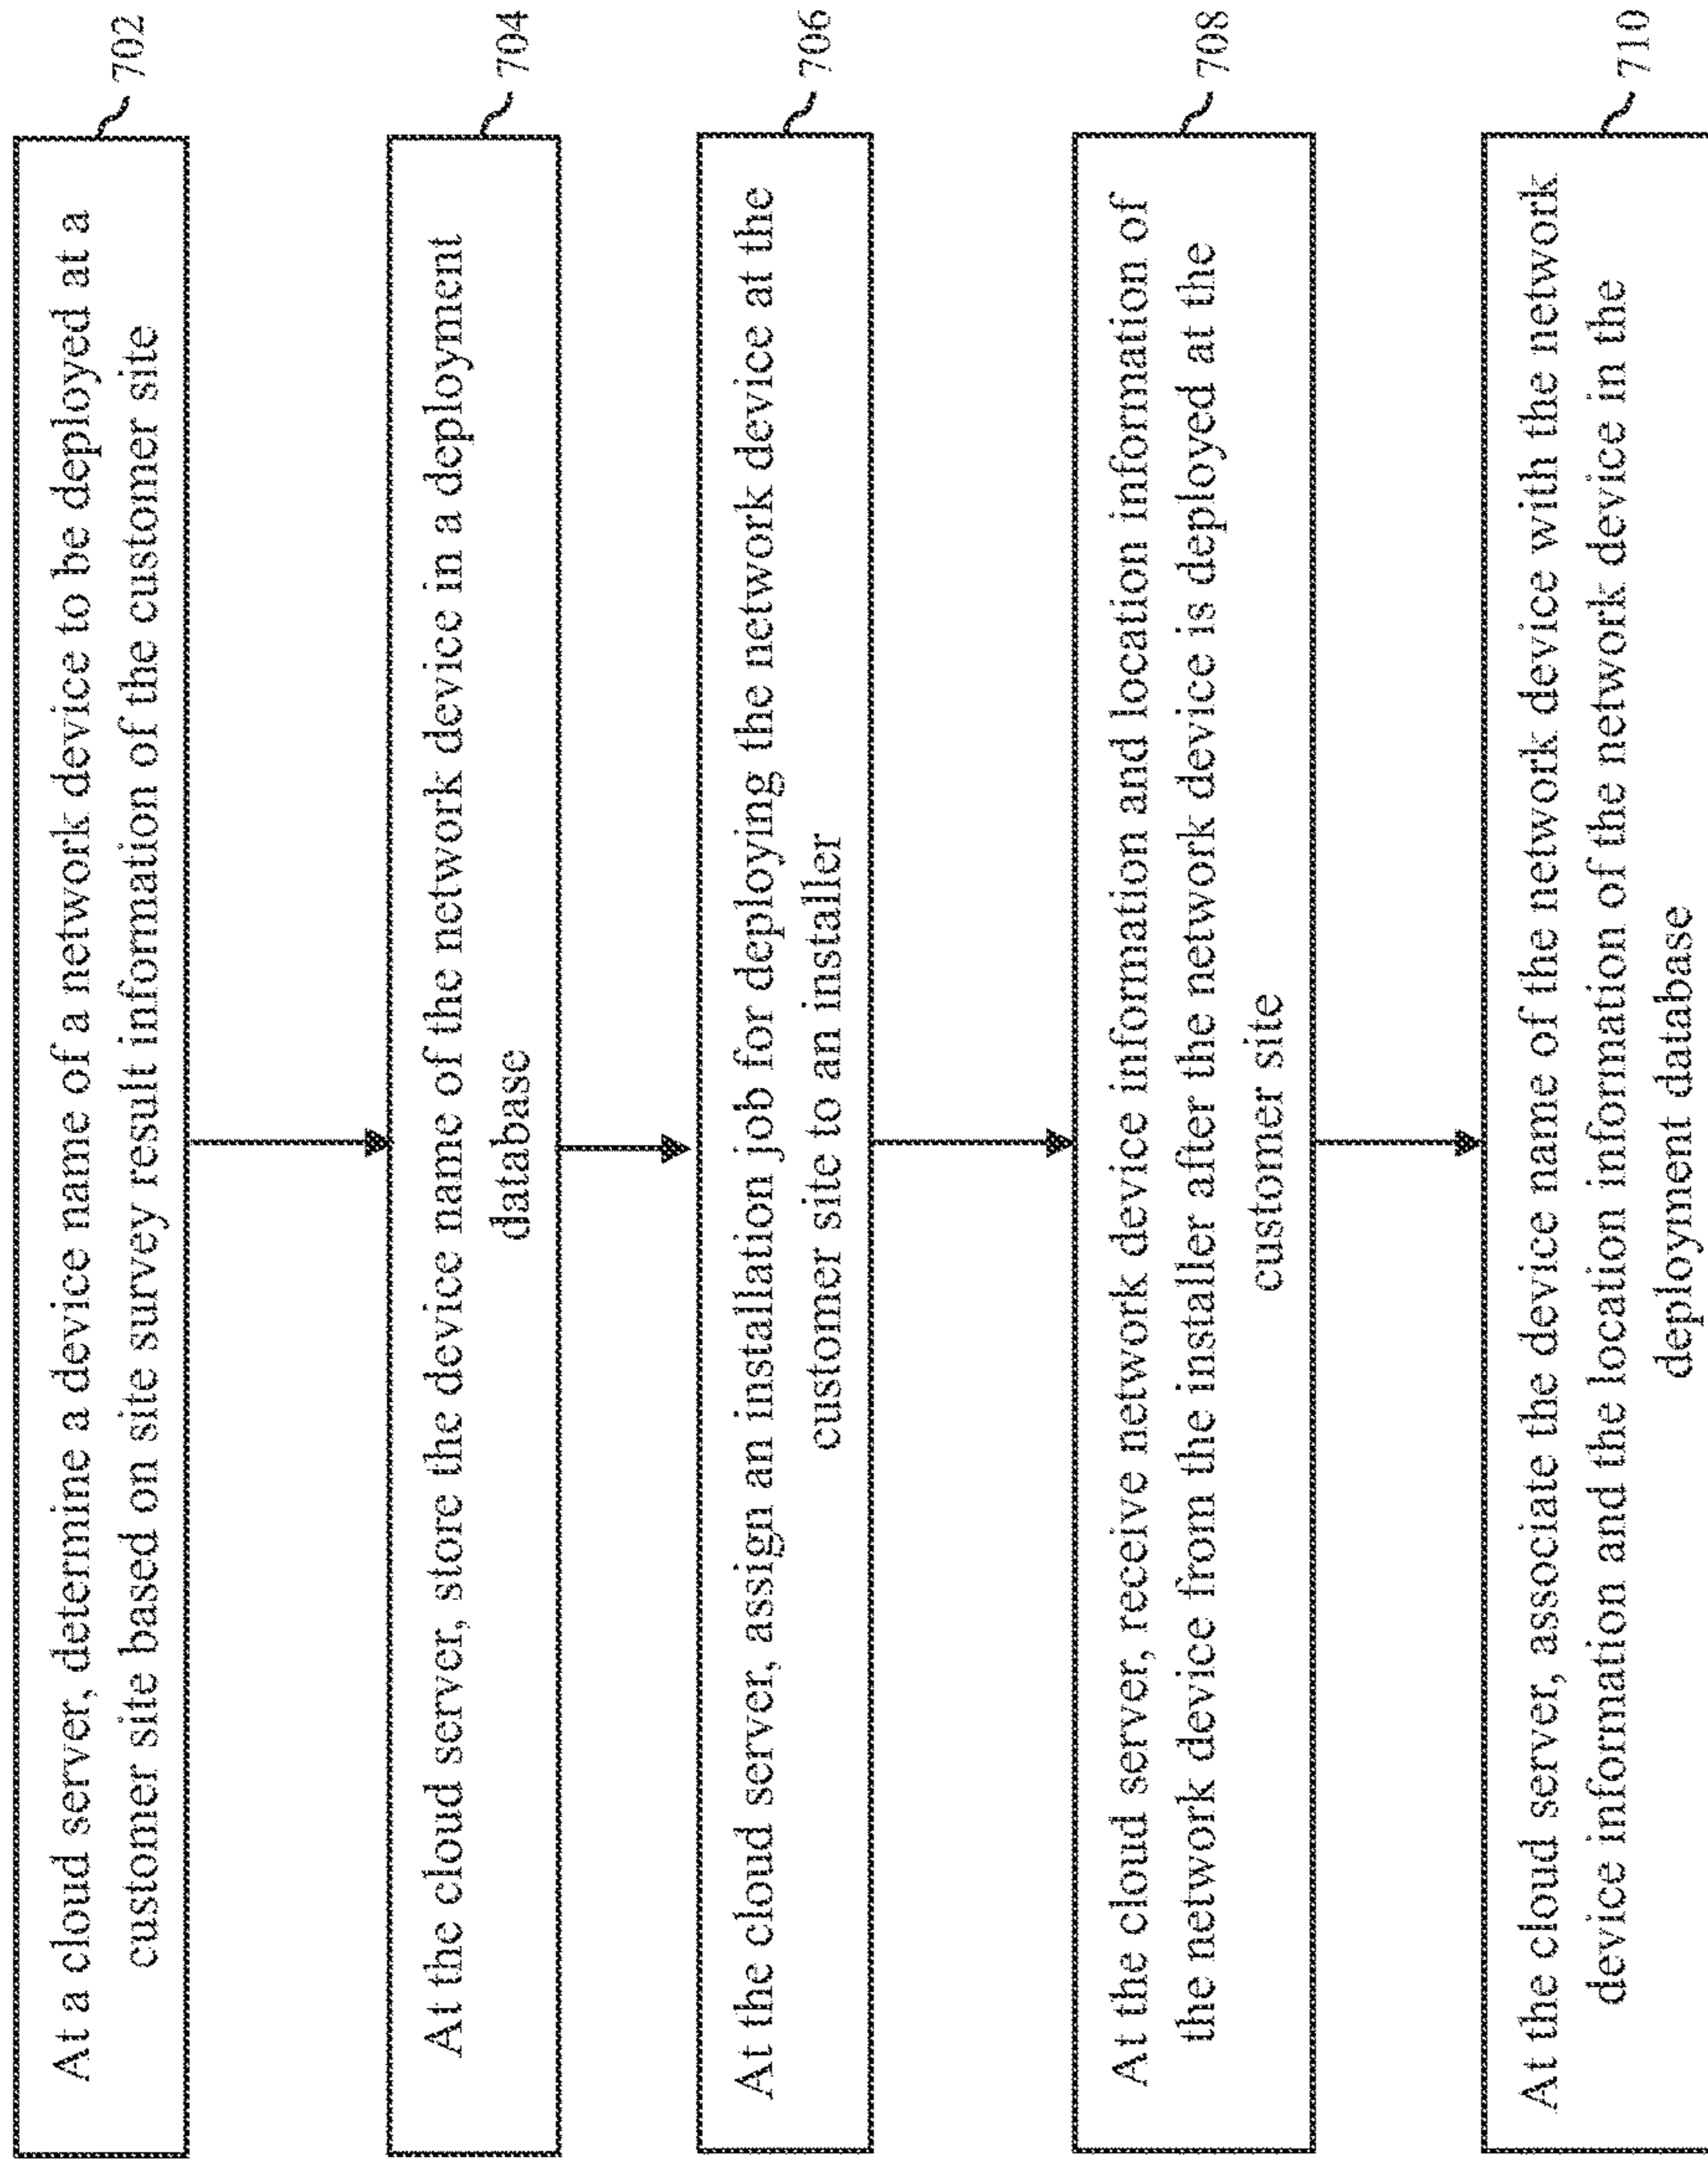 At a cloud server, determine a device name of a network device to be deployed at a
customer site based on site survey result information of the customer site
702
At the cloud server, store the device name of the network device in a deployment
database
704
At the cloud server, assign an installation job for deploying the network device at the
customer site to an installer
706
At the cloud server, receive network device information and location information of
the network device from the installer after the network device is deployed at the
customer site
708
At the cloud server, associate the device name of the network device with the network
device information and the location information of the network device in the
deployment database
710